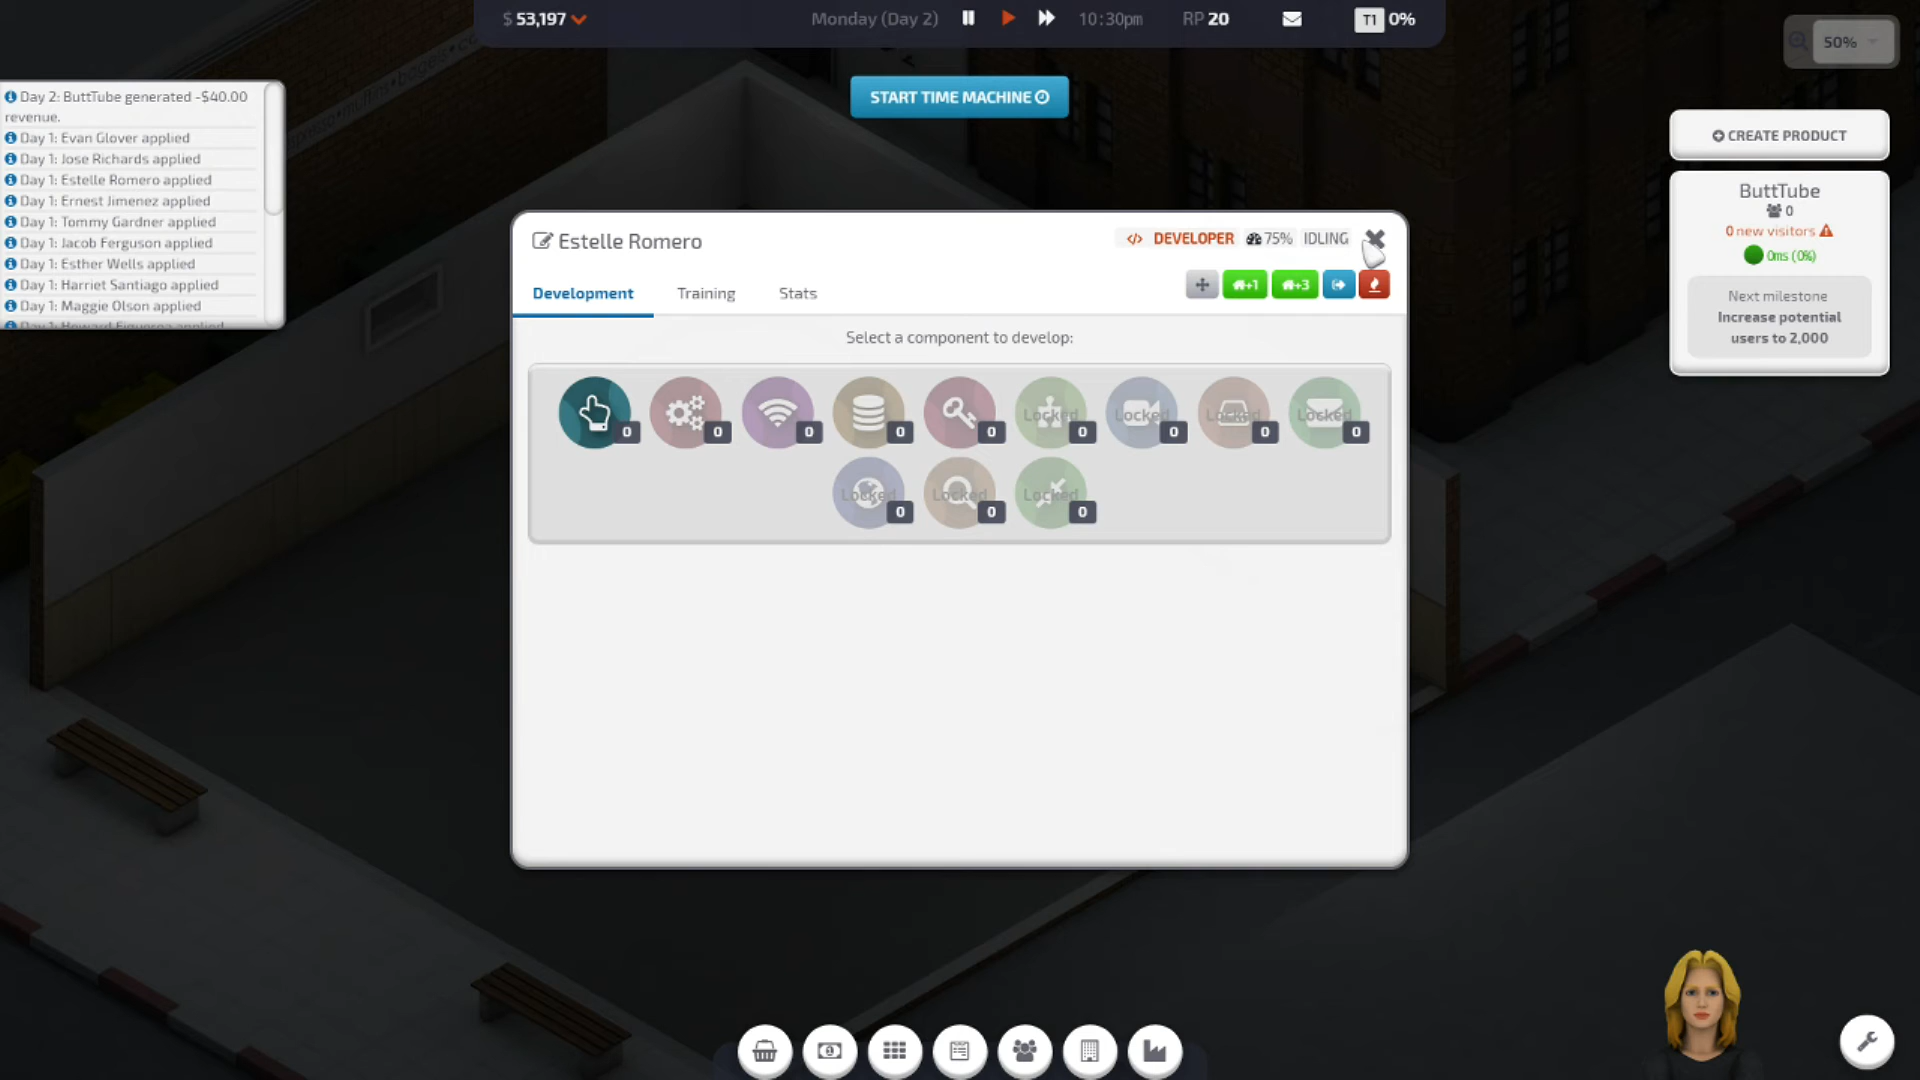 $ 53,197
Monday (Day 2)
10:30pm
RP 20
T1 0%
50%
START TIME MACHINE
Day 2: ButtTube generated -$40.00
revenue.
Day 1: Evan Glover applied
Day 1: Jose Richards applied
Day 1: Estelle Romero applied
Day 1: Ernest Jimenez applied
Day 1: Tommy Gardner applied
Day 1: Jacob Ferguson applied
Day 1: Esther Wells applied
Day 1: Harriet Santiago applied
Day 1: Maggie Olson applied
Day 1: Howard Figueroa applied
CREATE PRODUCT
ButtTube
0
0 new visitors
0ms (0%)
Next milestone
Increase potential
users to 2,000
Estelle Romero
</> DEVELOPER 75% IDLING
+1 +3
Development Training Stats
Select a component to develop:
Locked Locked Locked Locked
0 0 0 0 0 0 0 0 0
Locked Locked Locked
0 0 0